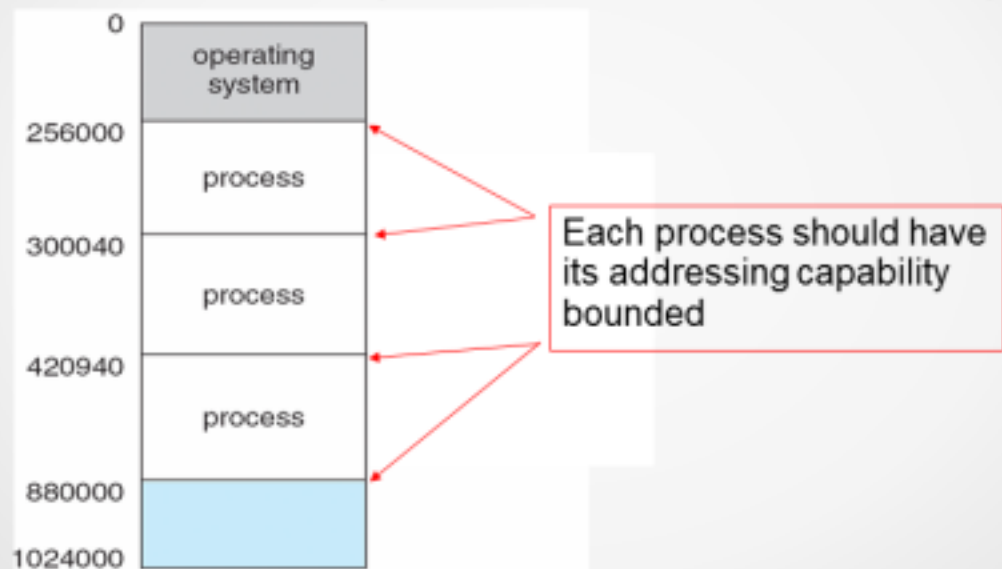 0
operating
system
256000
process
300040
process
420940
process
880000
1024000
Each process should have
its addressing capability
bounded